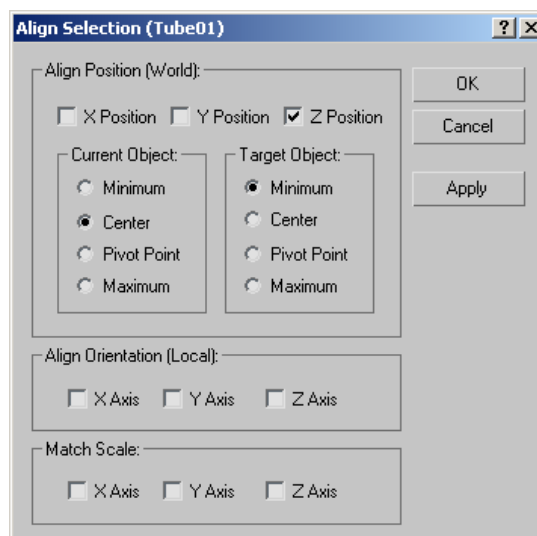 Align Selection (Tube01)
Align Position (World):
X Position Y Position Z Position
Current Object: Target Object:
Minimum Minimum
Center Center
Pivot Point Pivot Point
Maximum Maximum
OK
Cancel
Apply
Align Orientation (Local):
X Axis Y Axis Z Axis
Match Scale:
X Axis Y Axis Z Axis